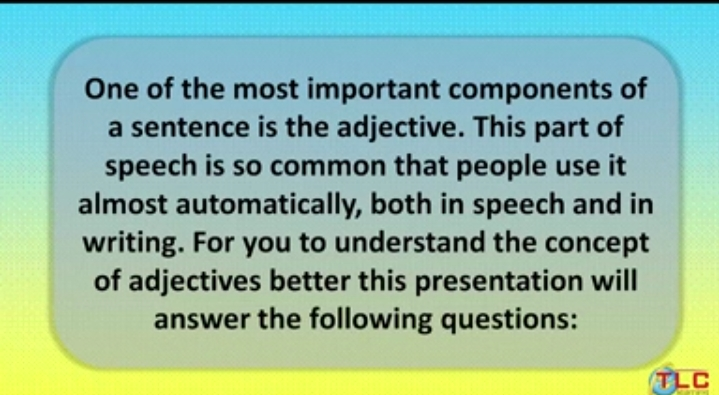 One of the most important components of
a sentence is the adjective. This part of
speech is so common that people use it
almost automatically, both in speech and in
writing. For you to understand the concept
of adjectives better this presentation will
answer the following questions:
TLC